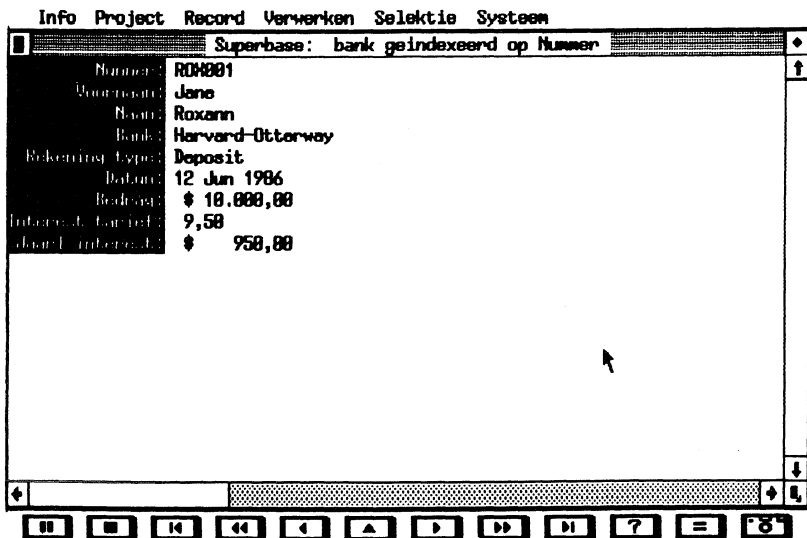 Info Project Record Verwerken Selektie Systeem
Superbase: bank geindexeerd op Nummer
Nummer: ROX001
Voornaam: Jane
Naam: Roxann
Bank: Harvard-Otterway
Rekening type: Deposit
Datum: 12 Jun 1986
Bedrag: $ 10.000,00
Interest tarief: 9,50
Jaarl interest: $ 950,00
? =